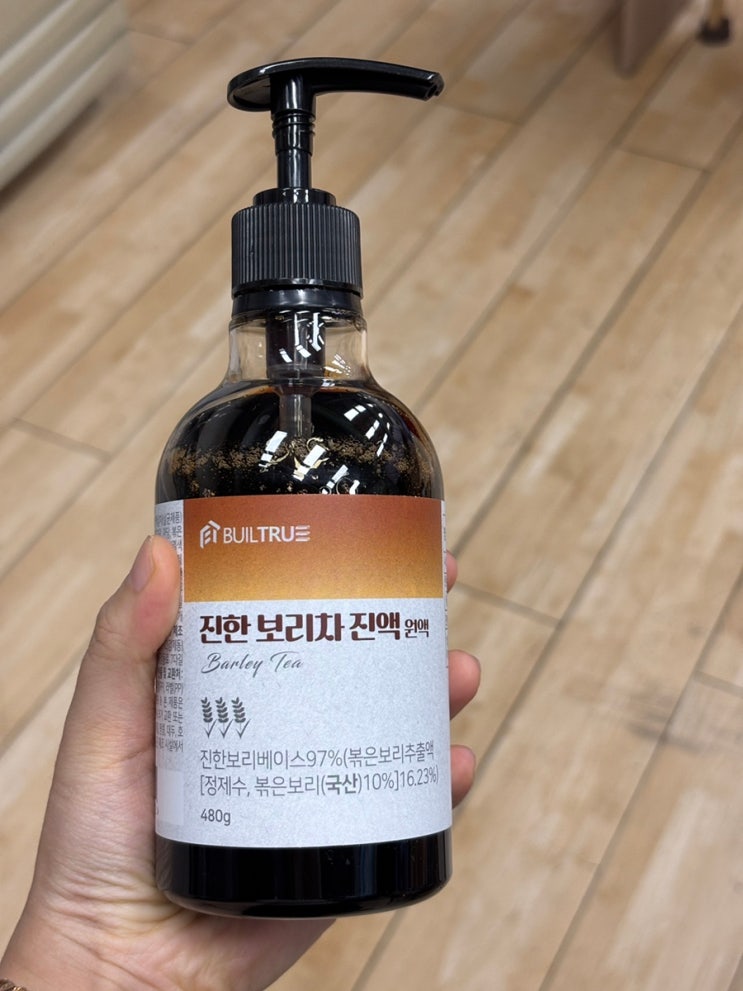 BUILTRUE
진한 보리차 진액 원액
Barley Tea
진한보리베이스97%(볶은보리추출액
[정제수, 볶은보리(국산)10%]16.23%)
480g